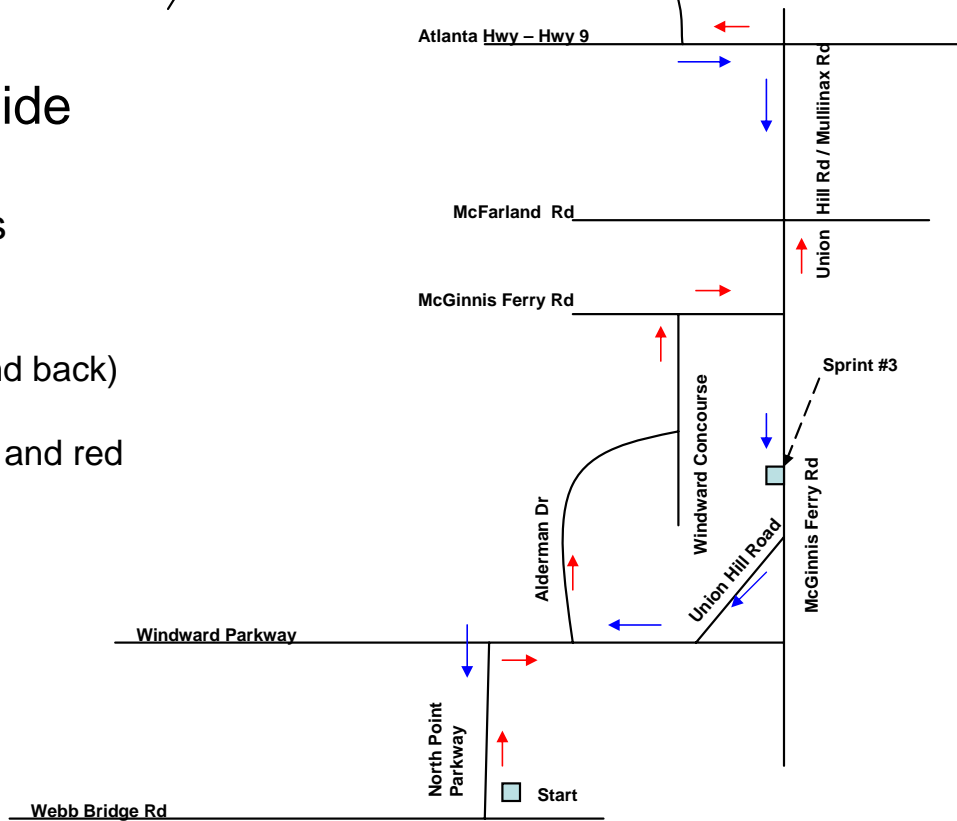 Atlanta Hwy – Hwy 9
ide
Union Hill Rd / Mulliinax Rd
s
McFarland Rd
McGinnis Ferry Rd
nd back)
Sprint #3
and red
Windward Concourse
McGinnis Ferry Rd
Alderman Dr
Union Hill Road
Windward Parkway
North Point
Parkway
Start
Webb Bridge Rd